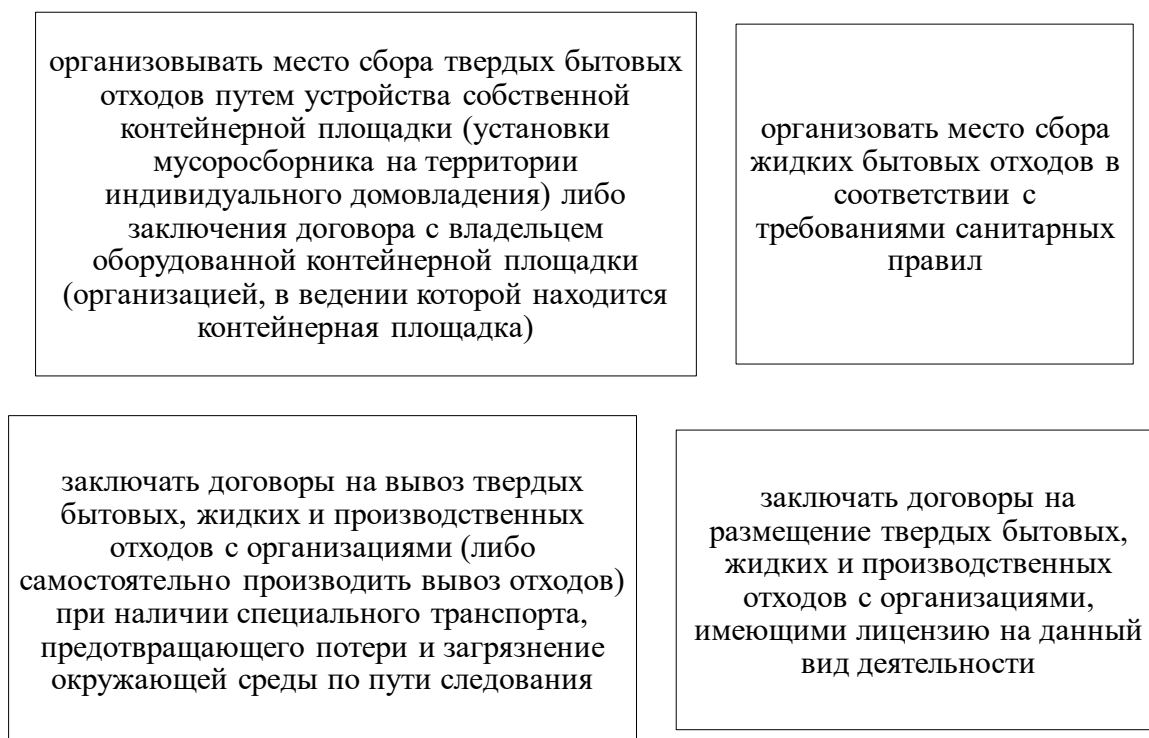 организовывать место сбора твердых бытовых
отходов путем устройства собственной
контейнерной площадки (установки
мусоросборника на территории
индивидуального домовладения) либо
заключения договора с владельцем
оборудованной контейнерной площадки
(организацией, в ведении которой находится
контейнерная площадка)
организовать место сбора
жидких бытовых отходов в
соответствии с
требованиями санитарных
правил
заключать договоры на вывоз твердых
бытовых, жидких и производственных
отходов с организациями (либо
самостоятельно производить вывоз отходов)
при наличии специального транспорта,
предотвращающего потери и загрязнение
окружающей среды по пути следования
заключать договоры на
размещение твердых бытовых,
жидких и производственных
отходов с организациями,
имеющими лицензию на данный
вид деятельности